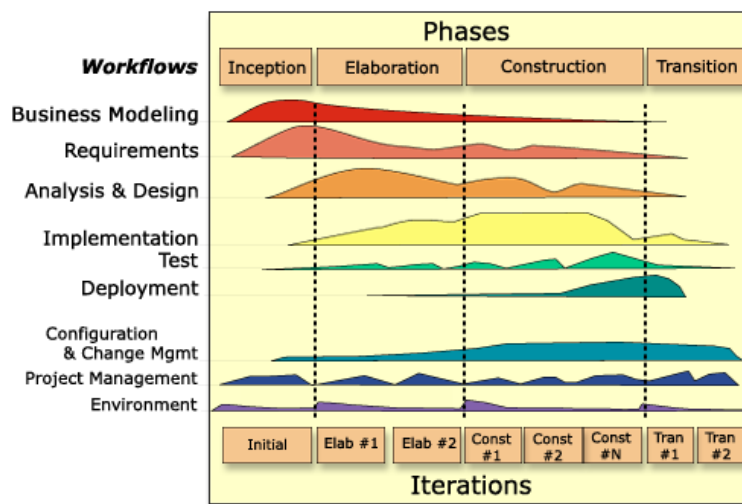 Phases
Workflows
Inception
Elaboration
Construction
Transition
Business Modeling
Requirements
Analysis & Design
Implementation
Test
Deployment
Configuration
& Change Mgmt
Project Management
Environment
Initial
Elab #1
Elab #2
Const
#1
Const
#2
Const
#N
Tran
#1
Tran
#2
Iterations